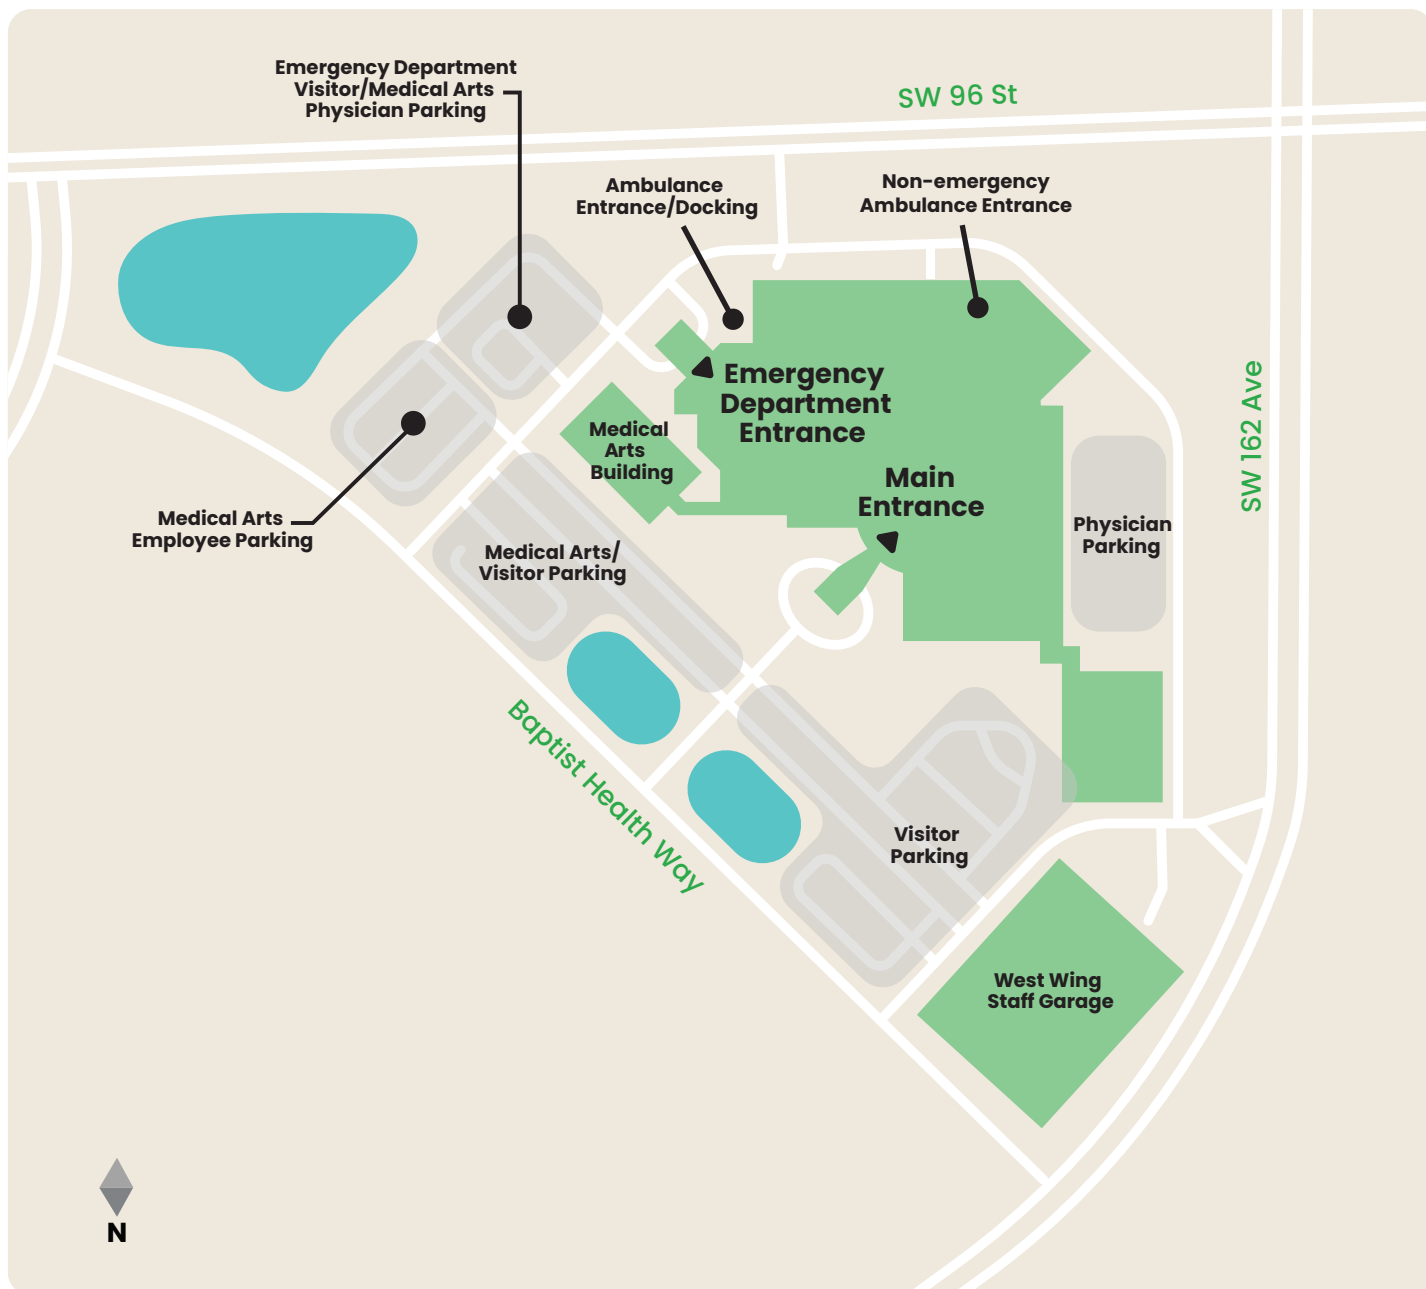 Emergency Department
Visitor/Medical Arts
Physician Parking
SW 96 St
Ambulance
Entrance/Docking
Non-emergency
Ambulance Entrance
Emergency
Department
Entrance
Medical
Arts
Building
Main
Entrance
SW 162 Ave
Physician
Parking
Medical Arts
Employee Parking
Medical Arts/
Visitor Parking
Baptist Health Way
Visitor
Parking
West Wing
Staff Garage
N